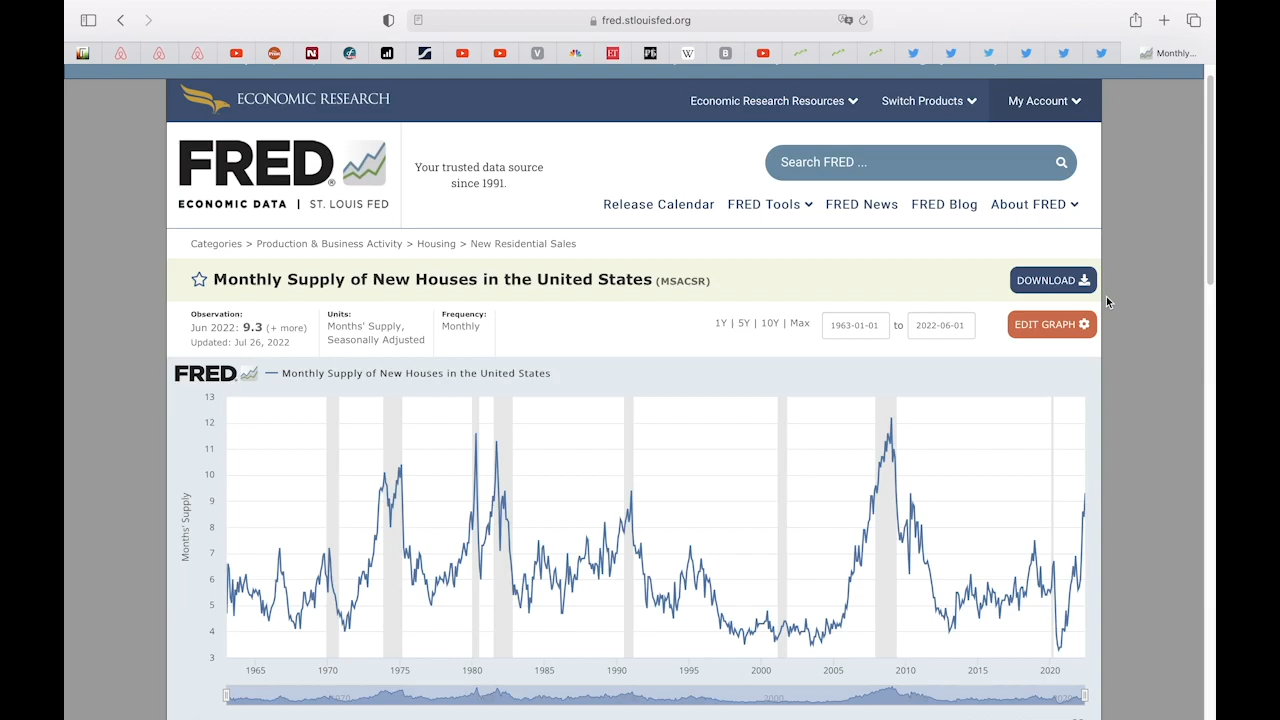 fred.stlouisfed.org
Monthly...
ECONOMIC RESEARCH
Economic Research Resources
Switch Products
My Account
FRED
ECONOMIC DATA | ST. LOUIS FED
Your trusted data source
since 1991.
Search FRED ...
Release Calendar
FRED Tools
FRED News
FRED Blog
About FRED
Categories > Production & Business Activity > Housing > New Residential Sales
Monthly Supply of New Houses in the United States (MSACSR)
DOWNLOAD
Observation:
Jun 2022: 9.3 (+ more)
Updated: Jul 26, 2022
Units:
Months' Supply,
Seasonally Adjusted
Frequency:
Monthly
1Y | 5Y | 10Y | Max
1963-01-01 to 2022-06-01
EDIT GRAPH
FRED
Monthly Supply of New Houses in the United States
Months' Supply
13
12
11
10
9
8
7
6
5
4
3
1965 1970 1975 1980 1985 1990 1995 2000 2005 2010 2015 2020
1970 2000 2020